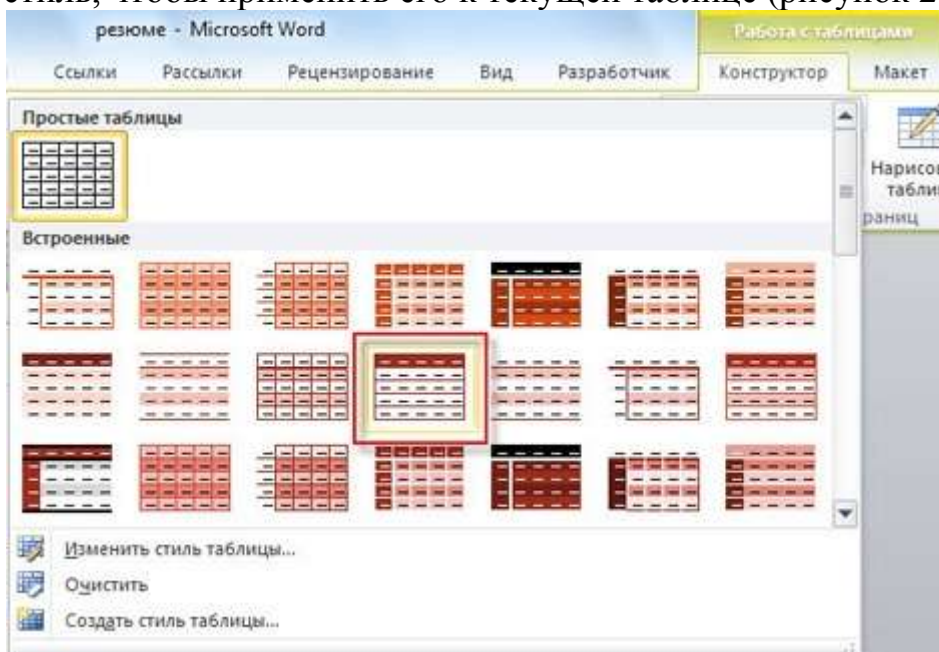 стиль, чтобы применить его к текущей таблице (рисунок 2
резюме - Microsoft Word
Работа с таблицами
Ссылки Рассылки Рецензирование Вид Разработчик Конструктор Макет
Простые таблицы
Нарисов
табли
раниц
Встроенные
Изменить стиль таблицы...
Очистить
Создать стиль таблицы...